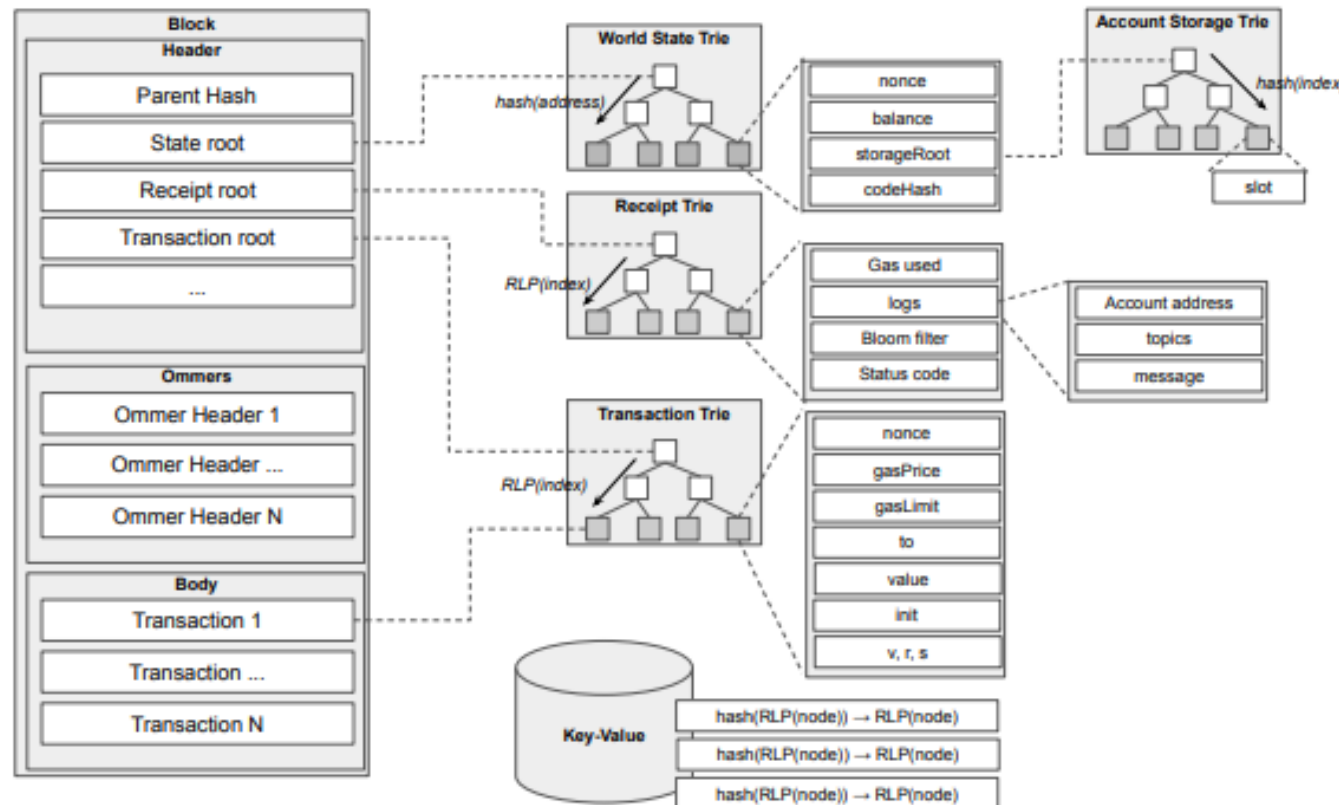 Block
Header
Parent Hash
State root
Receipt root
Transaction root
...
Ommers
Ommer Header 1
Ommer Header ...
Ommer Header N
Body
Transaction 1
Transaction ...
Transaction N
World State Trie
hash(address)
Receipt Trie
RLP(index)
Transaction Trie
RLP(index)
nonce
balance
storageRoot
codeHash
Gas used
logs
Bloom filter
Status code
nonce
gasPrice
gasLimit
to
value
init
v, r, s
Account Storage Trie
hash(index
slot
Account address
topics
message
Key-Value
hash(RLP(node)) → RLP(node)
hash(RLP(node)) → RLP(node)
hash(RLP(node)) → RLP(node)